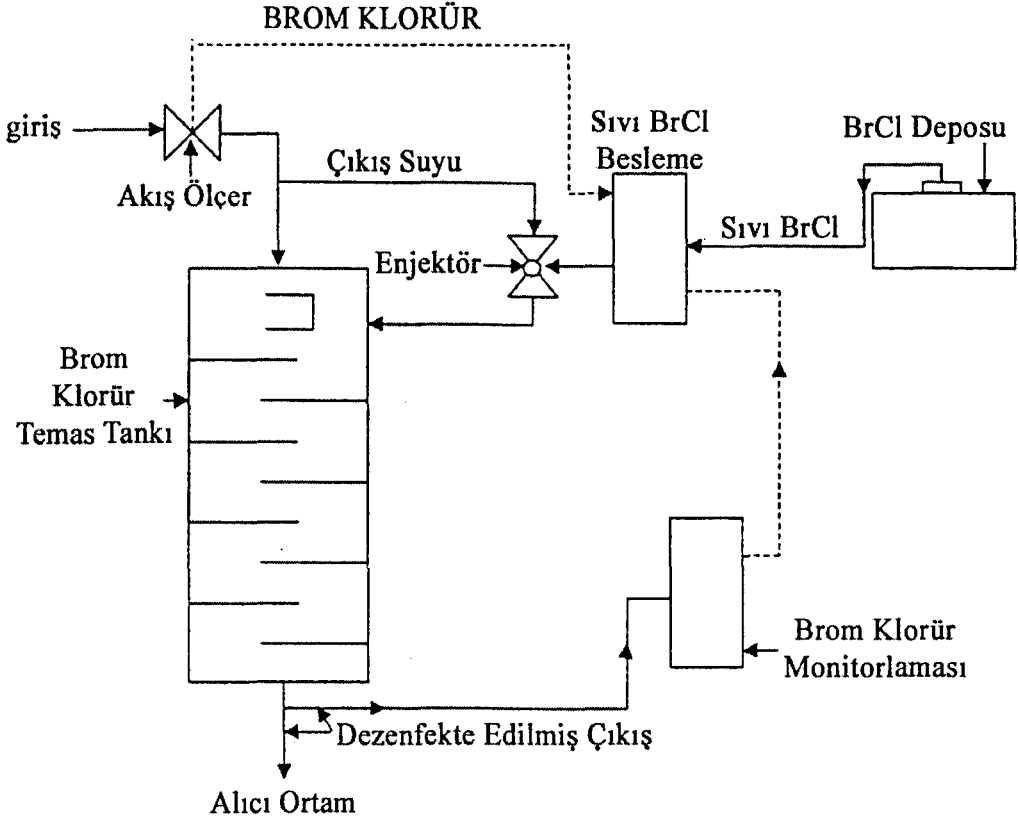 BROM KLORÜR
giriş
Akış Ölçer
Çıkış Suyu
Sıvı BrCl
Besleme
BrCl Deposu
Sıvı BrCl
Enjektör
Brom
Klorür
Temas Tankı
Brom Klorür
Monitorlaması
Dezenfekte Edilmiş Çıkış
Alıcı Ortam